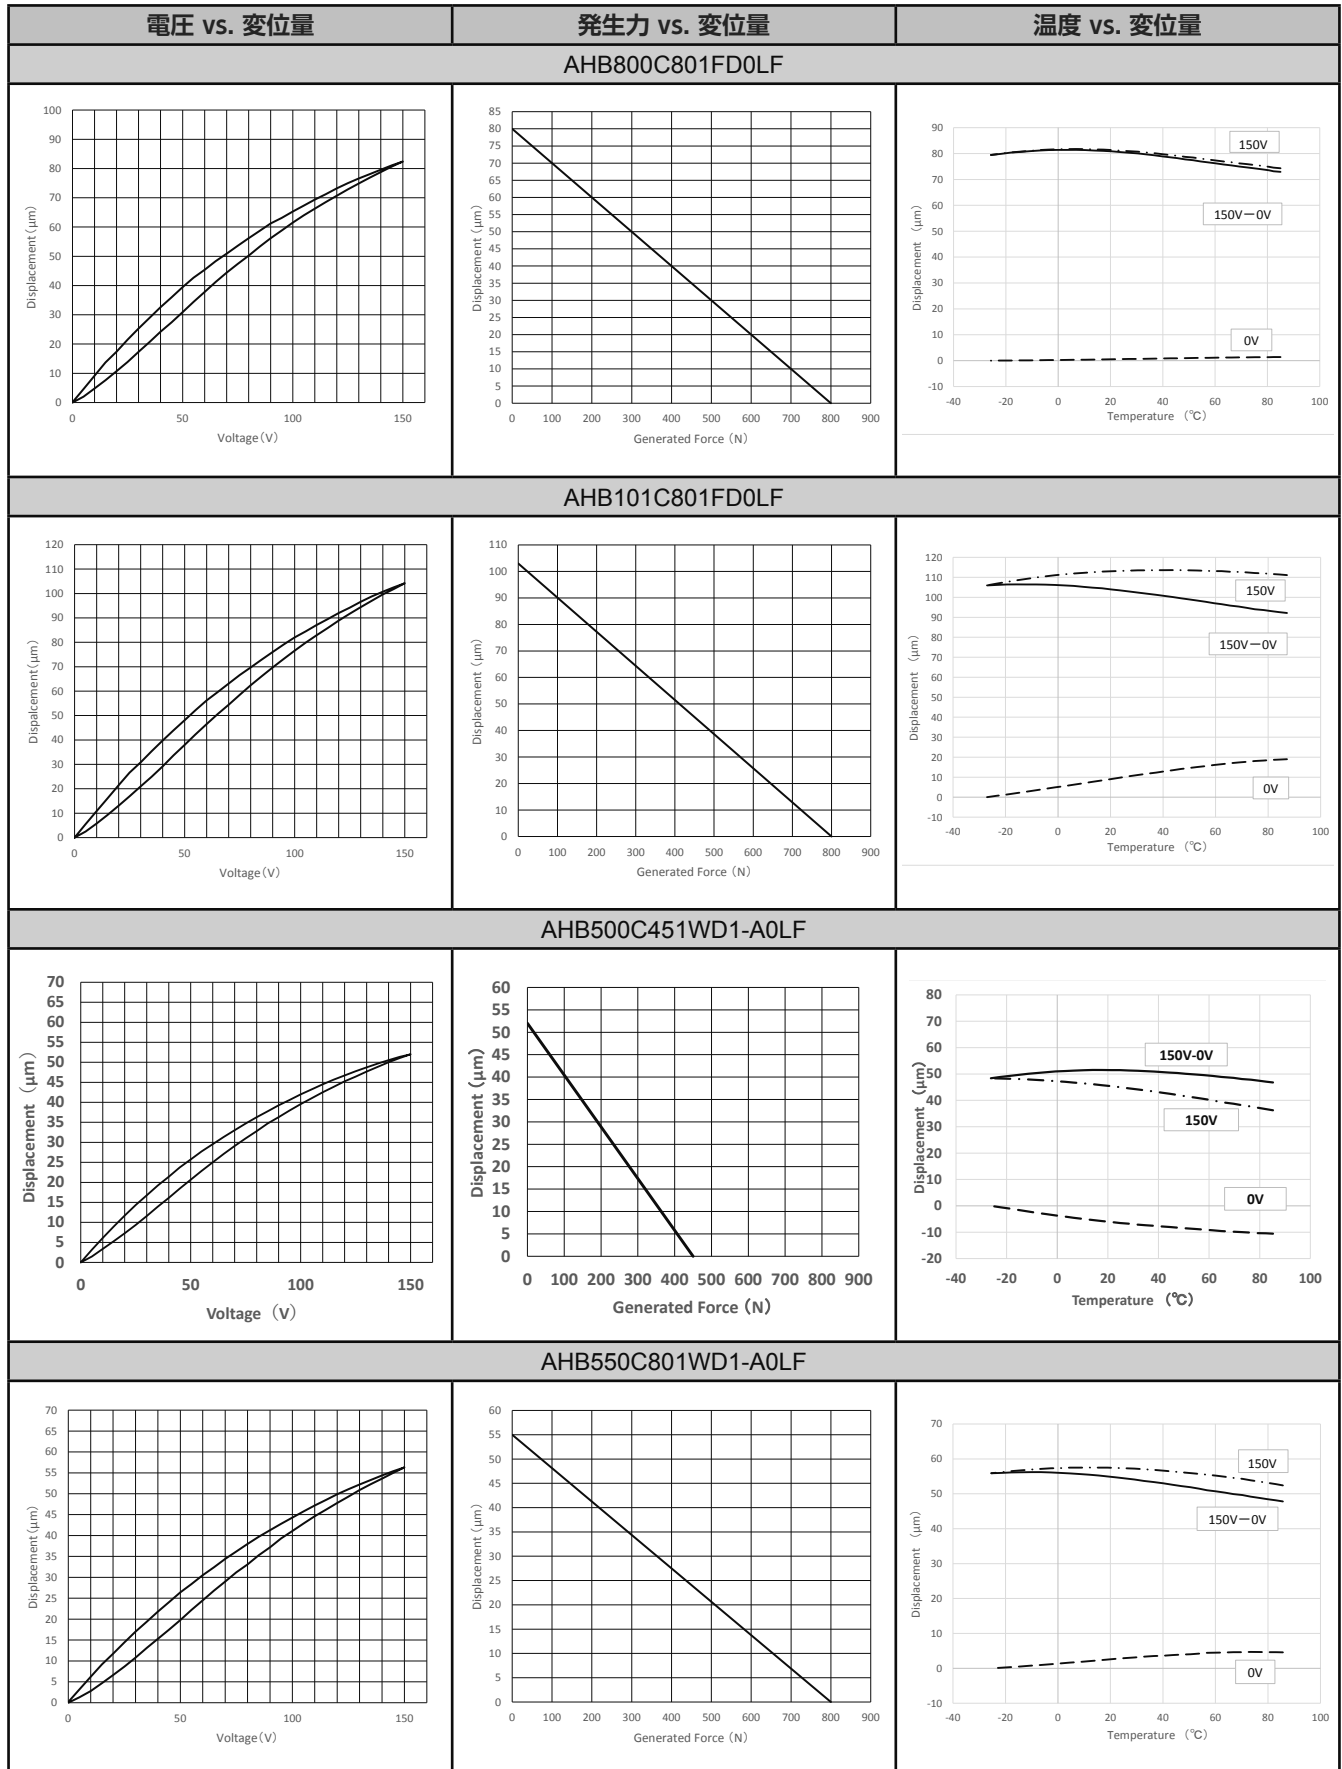 電圧 vs. 変位量
発生力 vs. 変位量
温度 vs. 変位量
AHB800C801FD0LF
100
90
80
70
60
50
40
30
20
10
0
0 50 100 150
Displacement(μm)
Voltage(V)
85
80
75
70
65
60
55
50
45
40
35
30
25
20
15
10
5
0
0 100 200 300 400 500 600 700 800 900
Displacement (μm)
Generated Force (N)
90
80
70
60
50
40
30
20
10
0
-10
-40 -20 0 20 40 60 80 100
Displacement (μm)
Temperature (℃)
150V
150V－0V
0V
AHB101C801FD0LF
120
110
100
90
80
70
60
50
40
30
20
10
0
0 50 100 150
Dispalcement(μm)
Voltage(V)
110
100
90
80
70
60
50
40
30
20
10
0
0 100 200 300 400 500 600 700 800 900
Displacement (μm)
Generated Force (N)
120
110
100
90
80
70
60
50
40
30
20
10
0
-10
-40 -20 0 20 40 60 80 100
Displacement (μm)
Temperature (℃)
150V
150V－0V
0V
AHB500C451WD1-A0LF
70
65
60
55
50
45
40
35
30
25
20
15
10
5
0
0 50 100 150
Displacement (μm)
Voltage (V)
60
55
50
45
40
35
30
25
20
15
10
5
0
0 100 200 300 400 500 600 700 800 900
Displacement (μm)
Generated Force (N)
80
70
60
50
40
30
20
10
0
-10
-20
-40 -20 0 20 40 60 80 100
Displacement (μm)
Temperature (℃)
150V-0V
150V
0V
AHB550C801WD1-A0LF
70
65
60
55
50
45
40
35
30
25
20
15
10
5
0
0 50 100 150
Displacement(μm)
Voltage(V)
60
55
50
45
40
35
30
25
20
15
10
5
0
0 100 200 300 400 500 600 700 800 900
Displacement (μm)
Generated Force (N)
70
60
50
40
30
20
10
0
-10
-40 -20 0 20 40 60 80 100
Displacement (μm)
Temperature (℃)
150V
150V－0V
0V